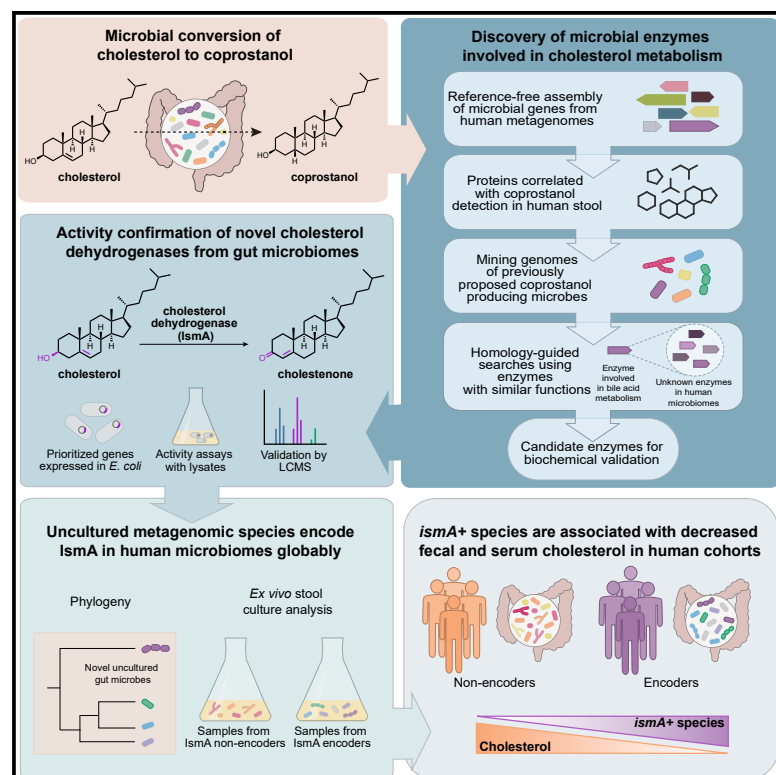 Microbial conversion of
cholesterol to coprostanol
HO
H
H
H
cholesterol
HO
H
H
H
H
coprostanol
Discovery of microbial enzymes
involved in cholesterol metabolism
Reference-free assembly
of microbial genes from
human metagenomes
Proteins correlated
with coprostanol
detection in human stool
Mining genomes
of previously
proposed coprostanol
producing microbes
Homology-guided
searches using
enzymes
with similar functions
Enzyme
involved
in bile acid
metabolism
Unknown enzymes
in human
microbiomes
Candidate enzymes for
biochemical validation
Activity confirmation of novel cholesterol
dehydrogenases from gut microbiomes
HO
H
H
H
cholesterol
cholesterol
dehydrogenase
(IsmA)
O
H
H
H
cholestenone
Prioritized genes
expressed in E. coli
Activity assays
with lysates
Validation by
LCMS
Uncultured metagenomic species encode
IsmA in human microbiomes globally
Phylogeny
Novel uncultured
gut microbes
Ex vivo stool
culture analysis
Samples from
IsmA non-encoders
Samples from
IsmA encoders
ismA+ species are associated with decreased
fecal and serum cholesterol in human cohorts
Non-encoders
Encoders
ismA+ species
Cholesterol